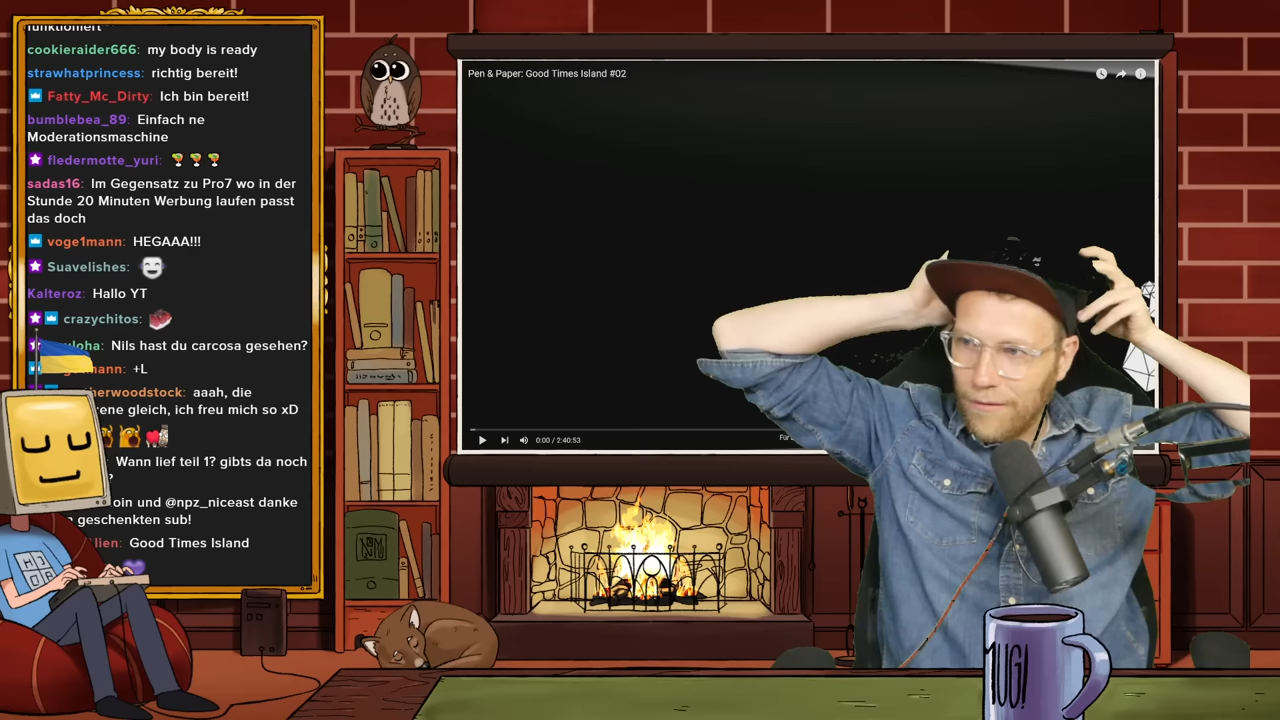 funktioniert
cookieraider666: my body is ready
strawhatprincess: richtig bereit!
Fatty_Mc_Dirty: Ich bin bereit!
bumblebea_89: Einfach ne
Moderationsmaschine
fledermotte_yuri:
sadas16: Im Gegensatz zu Pro7 wo in der
Stunde 20 Minuten Werbung laufen passt
das doch
voge1mann: HEGAAA!!!
Suavelishes:
Kalteroz: Hallo YT
crazychitos:
Nils hast du carcosa gesehen?
+L
aaah, die
gleich, ich freu mich so xD
Wann lief teil 1? gibts da noch
?
und @npz_niceast danke
geschenkten sub!
Good Times Island
Pen & Paper: Good Times Island #02
0:00 / 2:40:53
MUG!